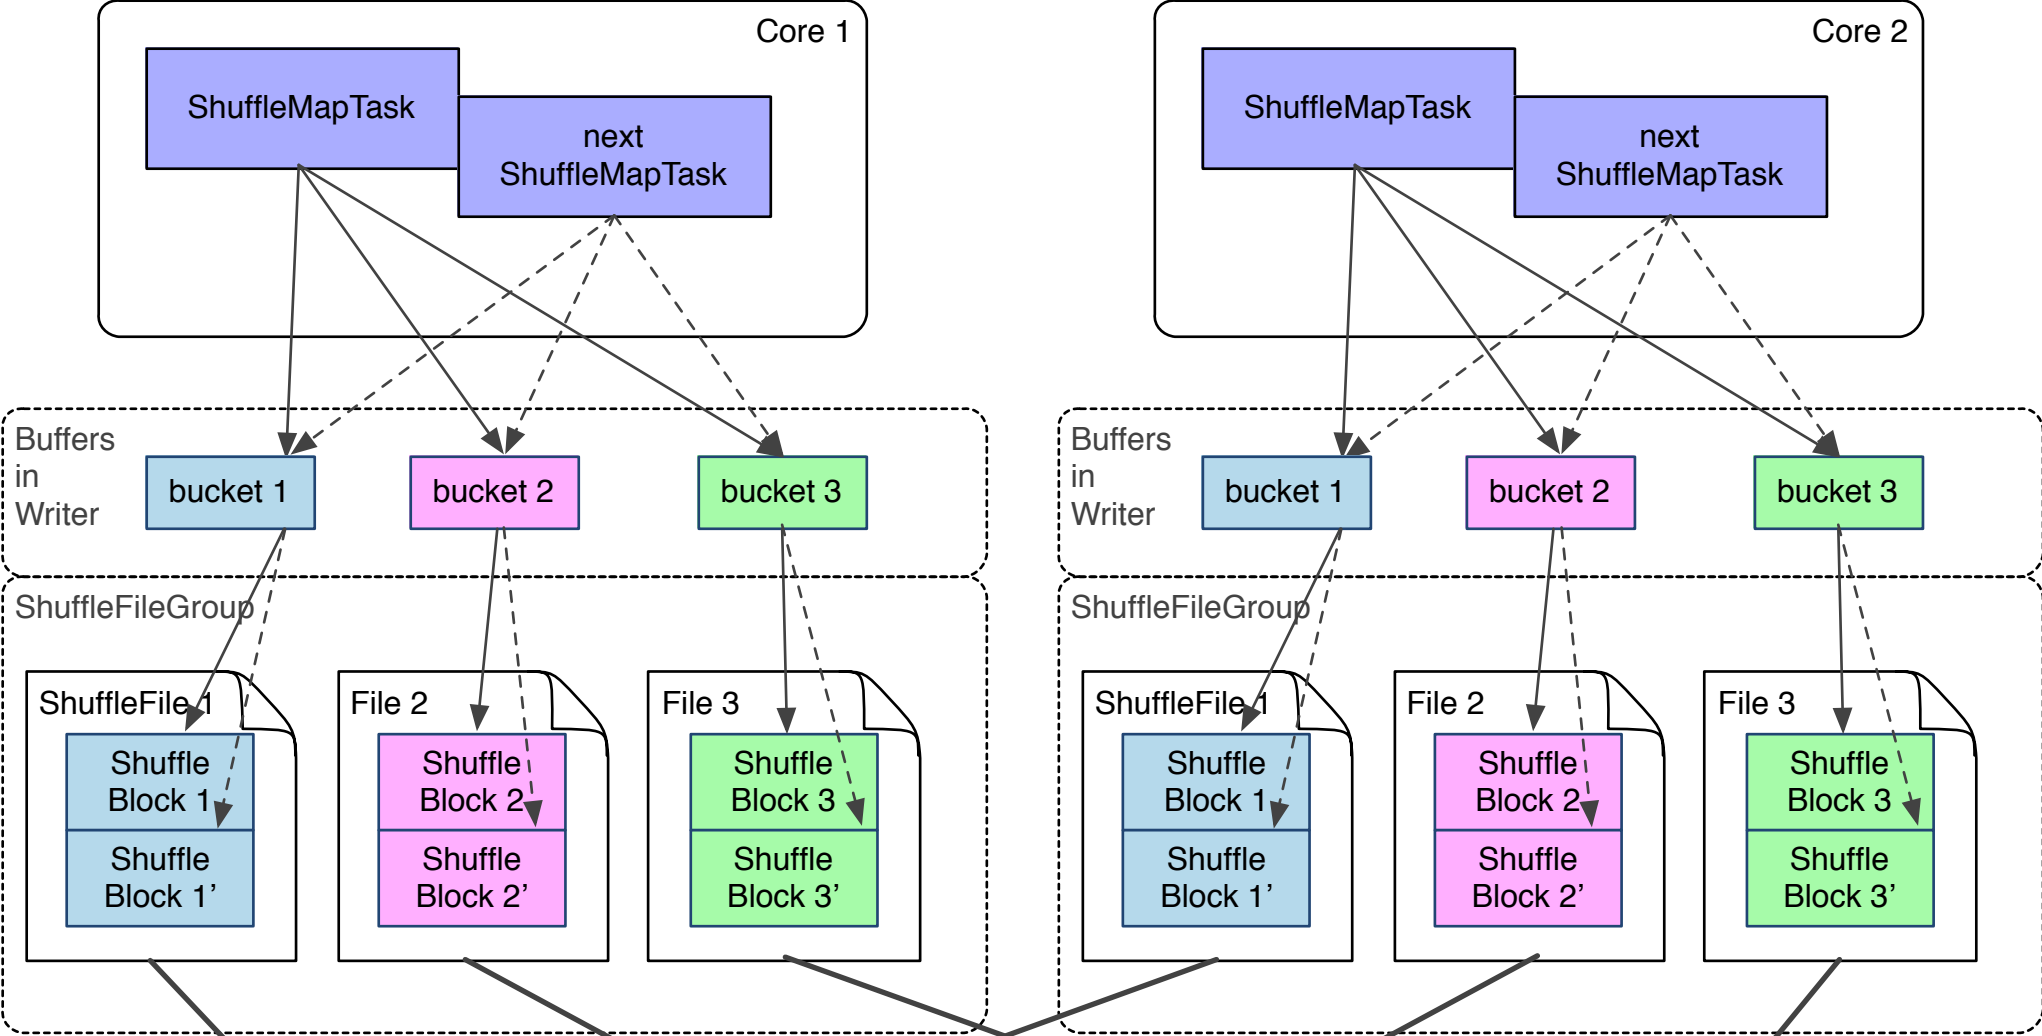 Core 1
ShuffleMapTask
next
ShuffleMapTask
Buffers
in
Writer
bucket 1
bucket 2
bucket 3
ShuffleFileGroup
ShuffleFile 1
Shuffle
Block 1
Shuffle
Block 1’
File 2
Shuffle
Block 2
Shuffle
Block 2’
File 3
Shuffle
Block 3
Shuffle
Block 3’
Core 2
ShuffleMapTask
next
ShuffleMapTask
Buffers
in
Writer
bucket 1
bucket 2
bucket 3
ShuffleFileGroup
ShuffleFile 1
Shuffle
Block 1
Shuffle
Block 1’
File 2
Shuffle
Block 2
Shuffle
Block 2’
File 3
Shuffle
Block 3
Shuffle
Block 3’